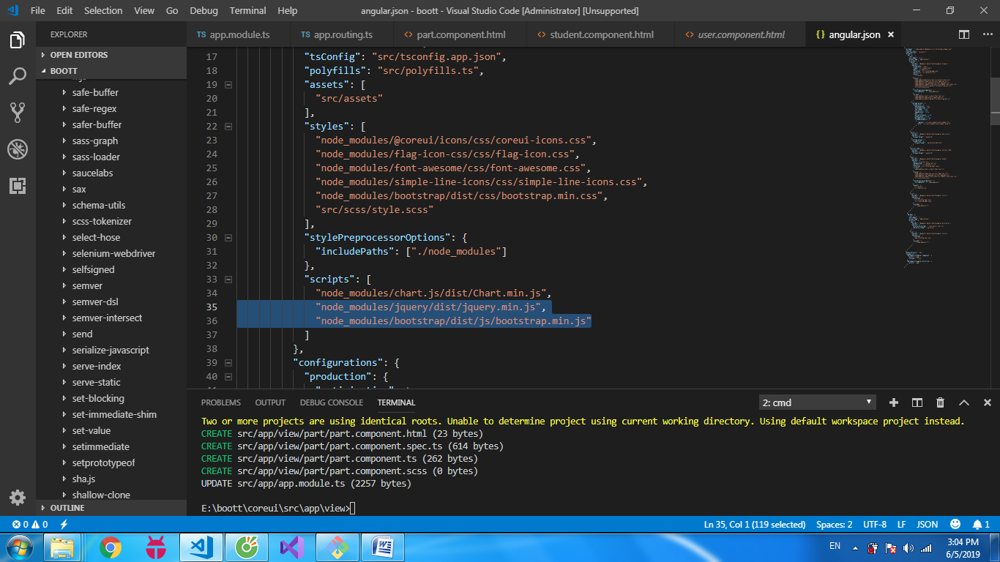 File Edit Selection View Go Debug Terminal Help
angular.json - boott - Visual Studio Code [Administrator] [Unsupported]
EXPLORER
OPEN EDITORS
BOOTT
safe-buffer
safe-regex
safer-buffer
sass-graph
sass-loader
saucelabs
sax
schema-utils
scss-tokenizer
select-hose
selenium-webdriver
selfsigned
semver
semver-dsl
semver-intersect
send
serialize-javascript
serve-index
serve-static
set-blocking
set-immediate-shim
set-value
setimmediate
setprototypeof
sha.js
shallow-clone
OUTLINE
TS app.module.ts
TS app.routing.ts
<> part.component.html
<> student.component.html
<> user.component.html
{} angular.json ×
17 "tsConfig": "src/tsconfig.app.json",
18 "polyfills": "src/polyfills.ts",
19 "assets": [
20 "src/assets"
21 ],
22 "styles": [
23 "node_modules/@coreui/icons/css/coreui-icons.css",
24 "node_modules/flag-icon-css/css/flag-icon.css",
25 "node_modules/font-awesome/css/font-awesome.css",
26 "node_modules/simple-line-icons/css/simple-line-icons.css",
27 "node_modules/bootstrap/dist/css/bootstrap.min.css",
28 "src/scss/style.scss"
29 ],
30 "stylePreprocessorOptions": {
31 "includePaths": ["./node_modules"]
32 },
33 "scripts": [
34 "node_modules/chart.js/dist/Chart.min.js",
35 "node_modules/jquery/dist/jquery.min.js",
36 "node_modules/bootstrap/dist/js/bootstrap.min.js"
37 ]
38 },
39 "configurations": {
40 "production": {
PROBLEMS OUTPUT DEBUG CONSOLE TERMINAL
2: cmd
Two or more projects are using identical roots. Unable to determine project using current working directory. Using default workspace project instead.
CREATE src/app/view/part/part.component.html (23 bytes)
CREATE src/app/view/part/part.component.spec.ts (614 bytes)
CREATE src/app/view/part/part.component.ts (262 bytes)
CREATE src/app/view/part/part.component.scss (0 bytes)
UPDATE src/app/app.module.ts (2257 bytes)
E:\boott\coreui\src\app\view>
0 0
Ln 35, Col 1 (119 selected) Spaces: 2 UTF-8 LF JSON 1
EN
3:04 PM
6/5/2019